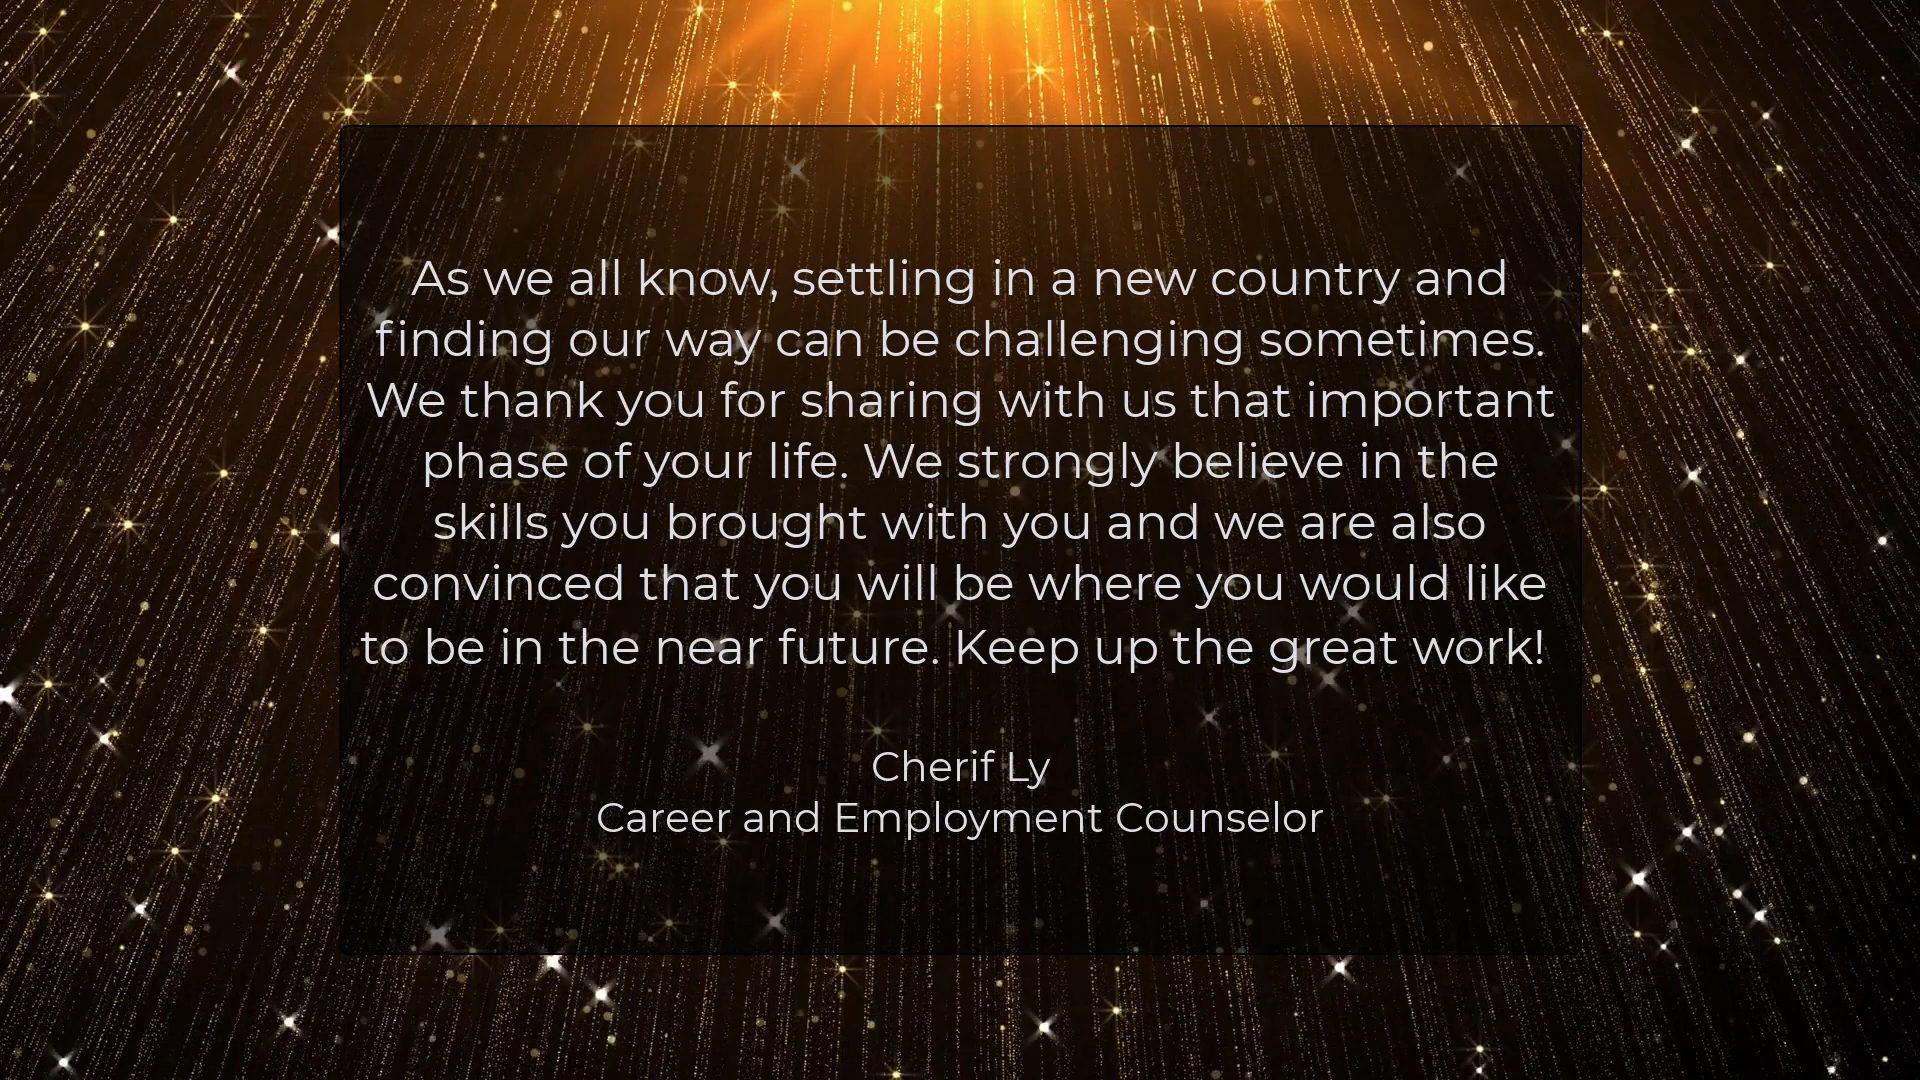 As we all know, settling in a new country and
finding our way can be challenging sometimes.
We thank you for sharing with us that important
phase of your life. We strongly believe in the
skills you brought with you and we are also
convinced that you will be where you would like
to be in the near future. Keep up the great work!
Cherif Ly
Career and Employment Counselor